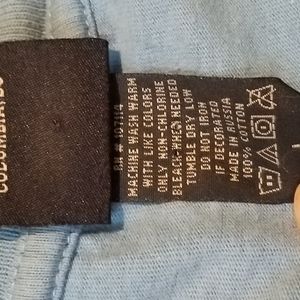 RN # 107114
MACHINE WASH WARM
WITH LIKE COLORS
ONLY NON-CHLORINE
BLEACH-WHEN NEEDED
TUMBLE DRY LOW
DO NOT IRON
IF DECORATED
MADE IN RUSSIA
100% COTTON